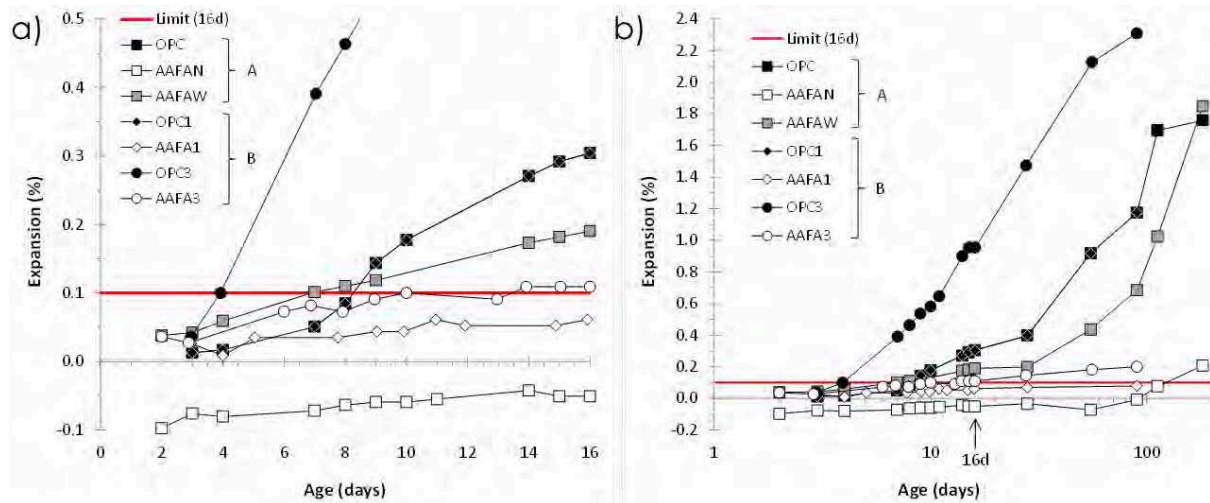 a)
Expansion (%)
0.5
0.4
0.3
0.2
0.1
0.0
-0.1
Limit (16d)
OPC
AAFAN
AAFAW
A
OPC1
AAFA1
OPC3
AAFA3
B
0 2 4 6 8 10 12 14 16
Age (days)
b)
Expansion (%)
2.4
2.2
2.0
1.8
1.6
1.4
1.2
1.0
0.8
0.6
0.4
0.2
0.0
-0.2
Limit (16d)
OPC
AAFAN
AAFAW
A
OPC1
AAFA1
OPC3
AAFA3
B
1 10 100
16d
Age (days)